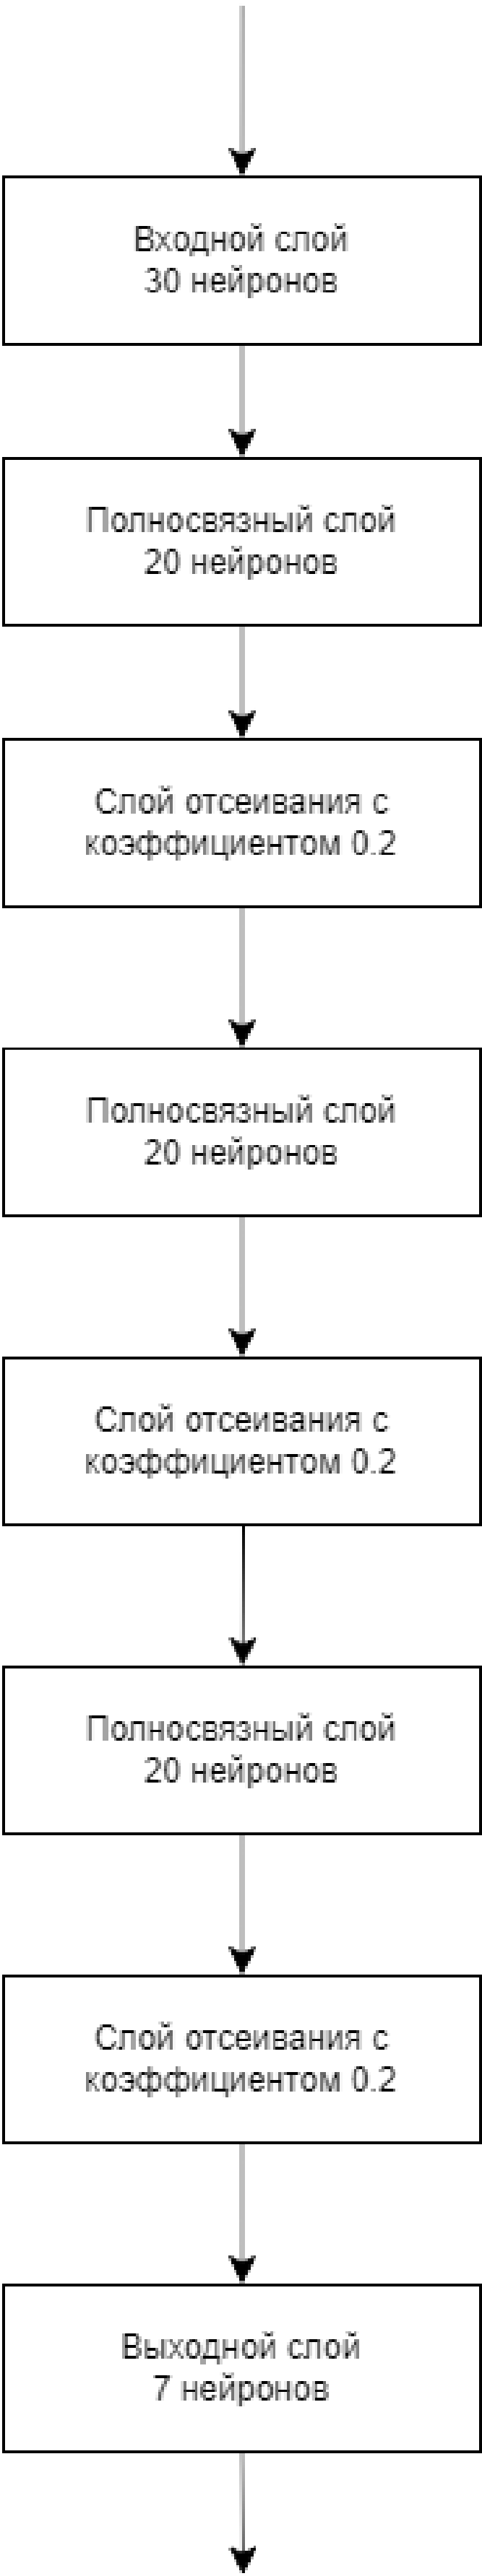 Входной слой
30 нейронов
Полносвязный слой
20 нейронов
Слой отсеивания с
коэффициентом 0.2
Полносвязный слой
20 нейронов
Слой отсеивания с
коэффициентом 0.2
Полносвязный слой
20 нейронов
Слой отсеивания с
коэффициентом 0.2
Выходной слой
7 нейронов